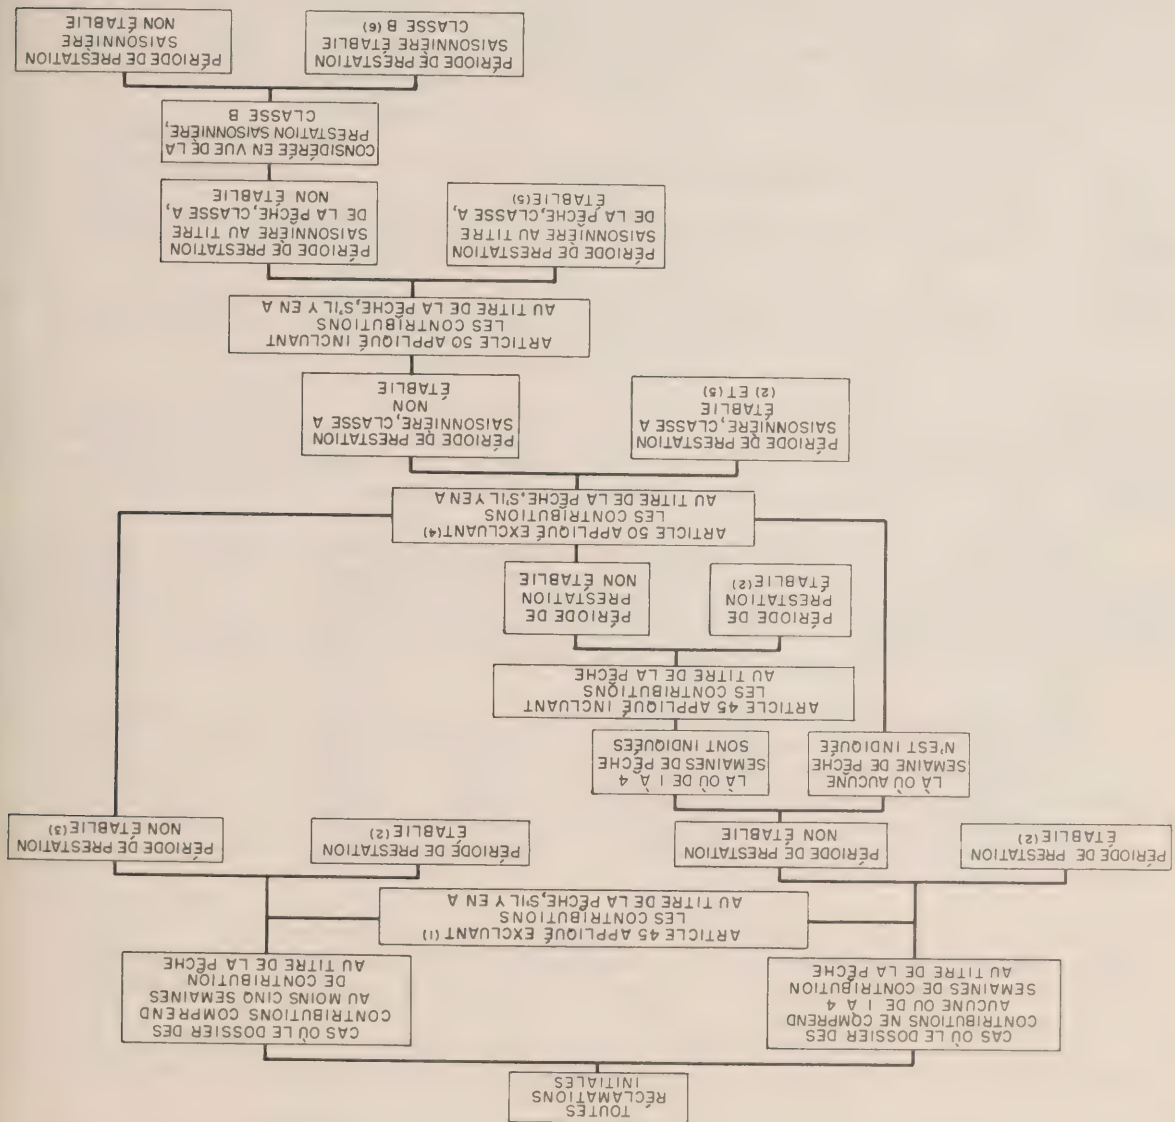 TOUTES
RÉCLAMATIONS
INITIALES
CAS OÙ LE DOSSIER DES
CONTRIBUTIONS NE COMPREND
AUCUNE OU DE 1 À 4
SEMAINES DE CONTRIBUTION
AU TITRE DE LA PÊCHE
CAS OÙ LE DOSSIER DES
CONTRIBUTIONS COMPREND
AU MOINS CINQ SEMAINES
DE CONTRIBUTION
AU TITRE DE LA PÊCHE
ARTICLE 45 APPLIQUÉ EXCLUANT (1)
LES CONTRIBUTIONS
AU TITRE DE LA PÊCHE, S'IL Y EN A
PÉRIODE DE PRESTATION
ÉTABLIE (2)
PÉRIODE DE PRESTATION
NON ÉTABLIE
PÉRIODE DE PRESTATION
ÉTABLIE (2)
PÉRIODE DE PRESTATION
NON ÉTABLIE (3)
LÀ OÙ AUCUNE
SEMAINE DE PÊCHE
N'EST INDIQUÉE
LÀ OÙ DE 1 À 4
SEMAINES DE PÊCHE
SONT INDIQUÉES
ARTICLE 45 APPLIQUÉ INCLUANT
LES CONTRIBUTIONS
AU TITRE DE LA PÊCHE
PÉRIODE DE
PRESTATION
ÉTABLIE (2)
PÉRIODE DE
PRESTATION
NON ÉTABLIE
ARTICLE 50 APPLIQUÉ EXCLUANT (4)
LES CONTRIBUTIONS
AU TITRE DE LA PÊCHE, S'IL Y EN A
PÉRIODE DE PRESTATION
SAISONNIÈRE, CLASSE A
ÉTABLIE
(2) ET (5)
PÉRIODE DE PRESTATION
SAISONNIÈRE, CLASSE A
NON
ÉTABLIE
ARTICLE 50 APPLIQUÉ INCLUANT
LES CONTRIBUTIONS
AU TITRE DE LA PÊCHE, S'IL Y EN A
PÉRIODE DE PRESTATION
SAISONNIÈRE AU TITRE
DE LA PÊCHE, CLASSE A,
ÉTABLIE (5)
PÉRIODE DE PRESTATION
SAISONNIÈRE AU TITRE
DE LA PÊCHE, CLASSE A,
NON ÉTABLIE
CONSIDÉRÉE EN VUE DE LA
PRESTATION SAISONNIÈRE,
CLASSE B
PÉRIODE DE PRESTATION
SAISONNIÈRE ÉTABLIE
CLASSE B (6)
PÉRIODE DE PRESTATION
SAISONNIÈRE
NON ÉTABLIE